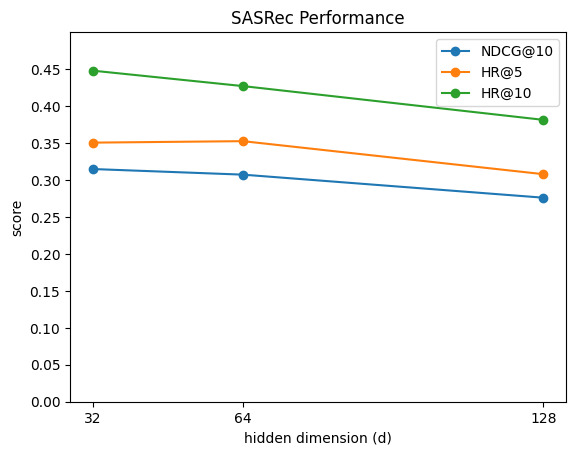 SASRec Performance
NDCG@10
HR@5
HR@10
score
0.45
0.40
0.35
0.30
0.25
0.20
0.15
0.10
0.05
0.00
32 64 128
hidden dimension (d)